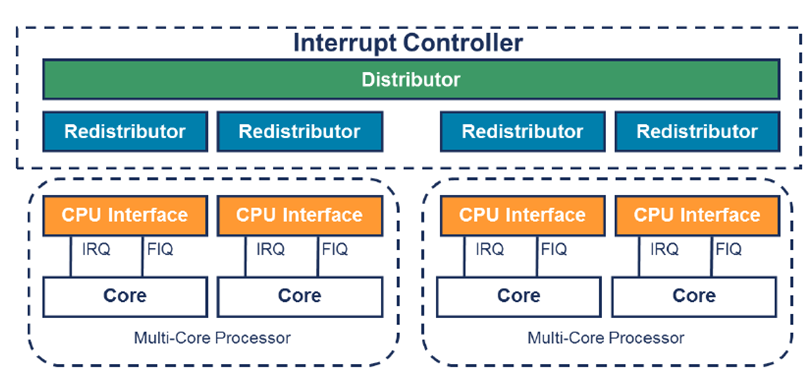 Interrupt Controller
Distributor
Redistributor Redistributor Redistributor Redistributor
CPU Interface CPU Interface CPU Interface CPU Interface
IRQ FIQ IRQ FIQ IRQ FIQ IRQ FIQ
Core Core Core Core
Multi-Core Processor Multi-Core Processor